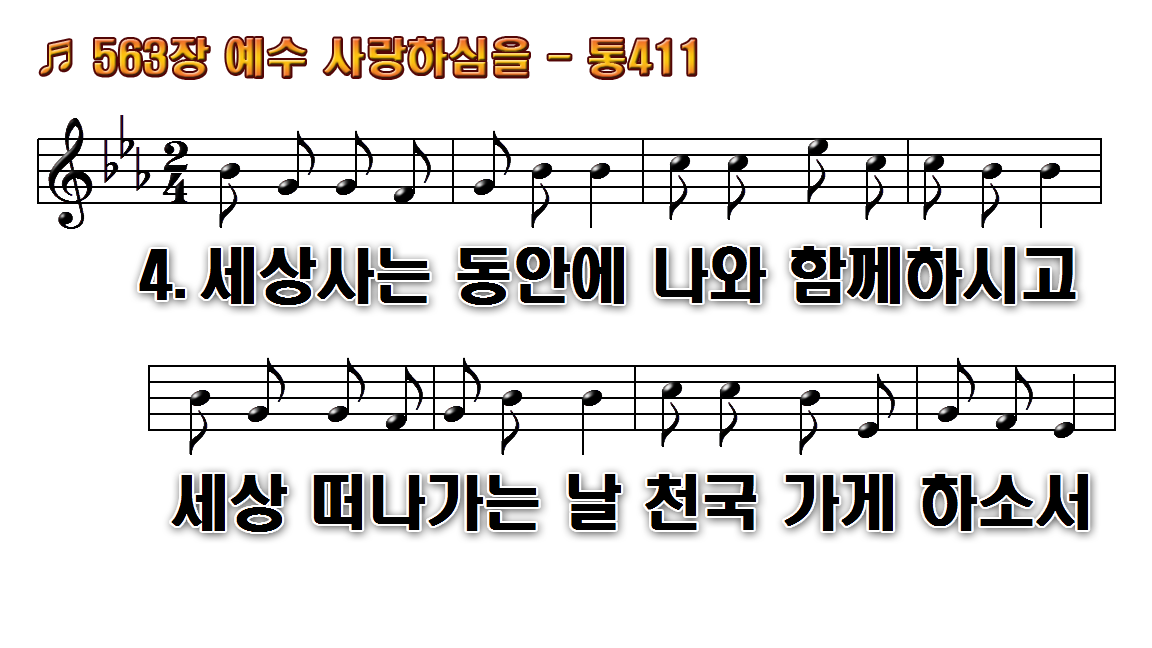 ♬ 563장 예수 사랑하심을 - 통411
2
4
4. 세상사는 동안에 나와 함께하시고
세상 떠나가는 날 천국 가게 하소서